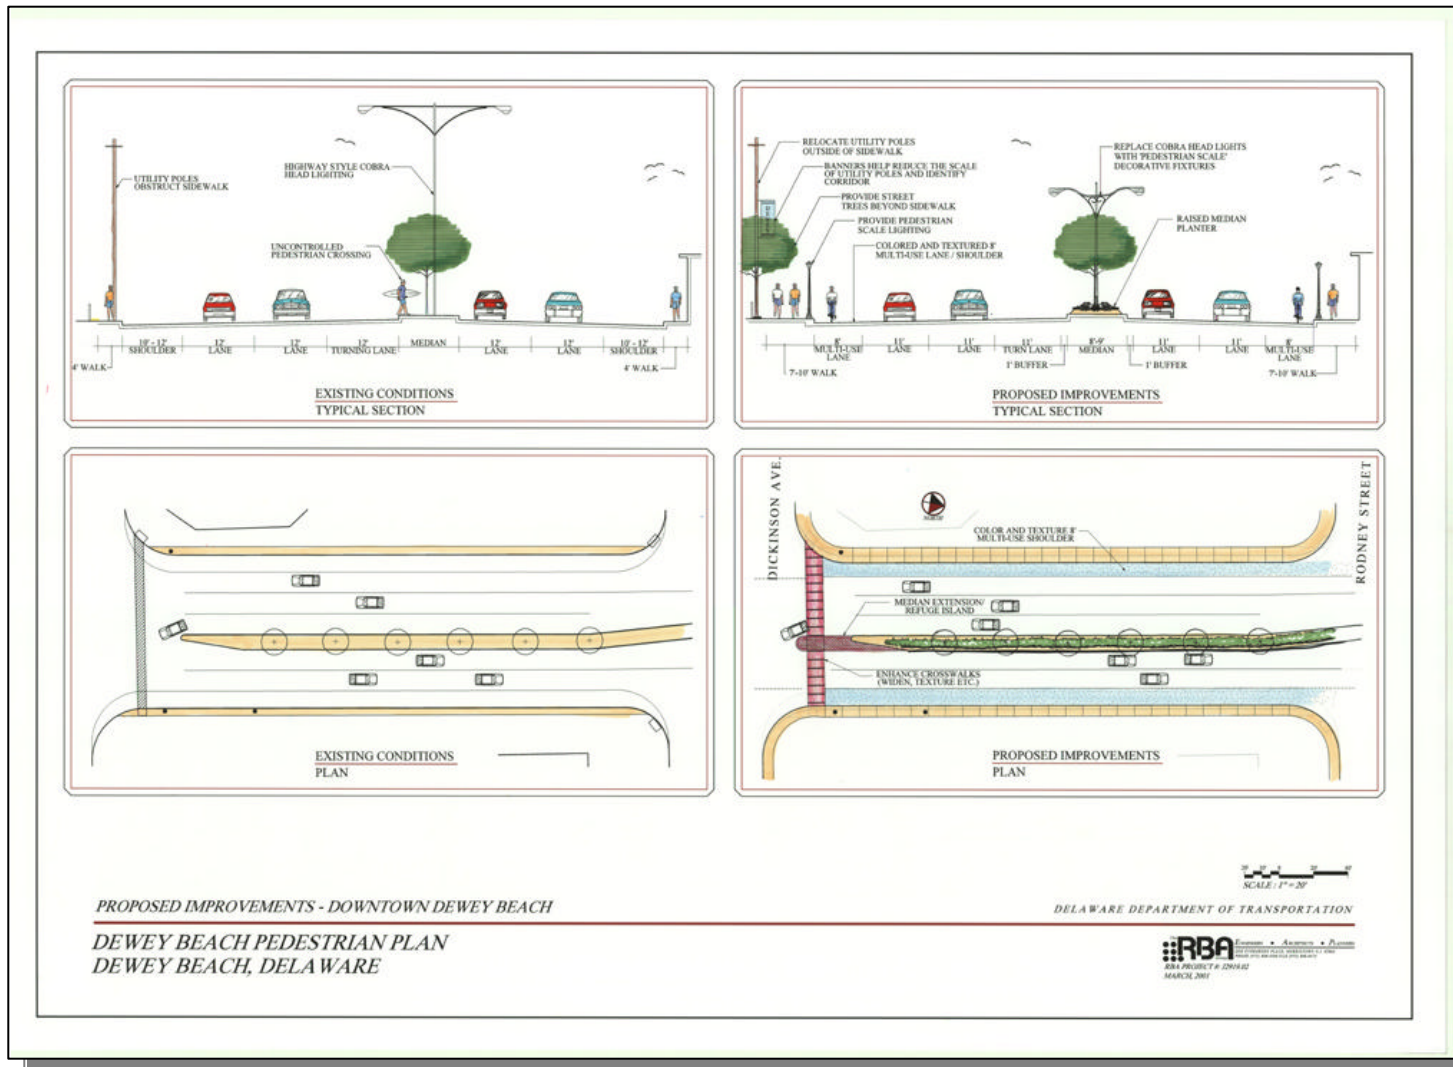 UTILITY POLES
OBSTRUCT SIDEWALK
HIGHWAY STYLE COBRA
HEAD LIGHTING
UNCONTROLLED
PEDESTRIAN CROSSING
10' - 12'
SHOULDER
12'
LANE
12'
LANE
12'
TURNING LANE
MEDIAN
12'
LANE
12'
LANE
10' - 12'
SHOULDER
4' WALK
4' WALK
EXISTING CONDITIONS
TYPICAL SECTION
RELOCATE UTILITY POLES
OUTSIDE OF SIDEWALK
BANNERS HELP REDUCE THE SCALE
OF UTILITY POLES AND IDENTIFY
CORRIDOR
PROVIDE STREET
TREES BEYOND SIDEWALK
PROVIDE PEDESTRIAN
SCALE LIGHTING
COLORED AND TEXTURED 8'
MULTI-USE LANE / SHOULDER
REPLACE COBRA HEAD LIGHTS
WITH 'PEDESTRIAN SCALE'
DECORATIVE FIXTURES
RAISED MEDIAN
PLANTER
8'
MULTI-USE
LANE
11'
LANE
11'
LANE
11'
TURN LANE
8'-9'
MEDIAN
11'
LANE
11'
LANE
8'
MULTI-USE
LANE
7'-10' WALK
1' BUFFER
1' BUFFER
7'-10' WALK
PROPOSED IMPROVEMENTS
TYPICAL SECTION
EXISTING CONDITIONS
PLAN
DICKINSON AVE.
RODNEY STREET
COLOR AND TEXTURE 8'
MULTI-USE SHOULDER
MEDIAN EXTENSION/
REFUGE ISLAND
ENHANCE CROSSWALKS
(WIDEN, TEXTURE ETC.)
PROPOSED IMPROVEMENTS
PLAN
SCALE : 1" = 20'
PROPOSED IMPROVEMENTS - DOWNTOWN DEWEY BEACH
DELAWARE DEPARTMENT OF TRANSPORTATION
DEWEY BEACH PEDESTRIAN PLAN
DEWEY BEACH, DELAWARE
RBA
ENGINEERS • ARCHITECTS • PLANNERS
RBA PROJECT #: J2919.02
MARCH, 2001